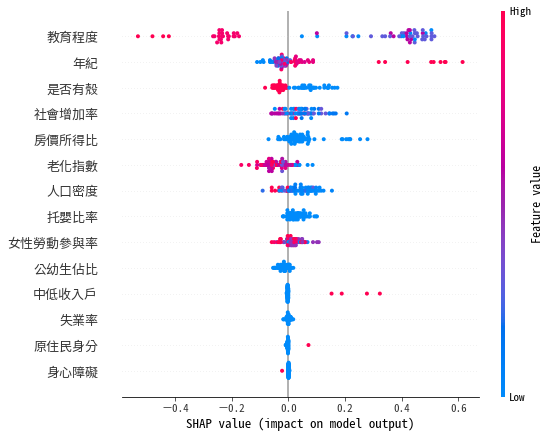 High
教育程度
年紀
是否有殼
社會增加率
房價所得比
老化指數
人口密度
托嬰比率
女性勞動參與率
公幼生佔比
中低收入戶
失業率
原住民身分
身心障礙
Feature value
Low
−0.4 −0.2 0.0 0.2 0.4 0.6
SHAP value (impact on model output)